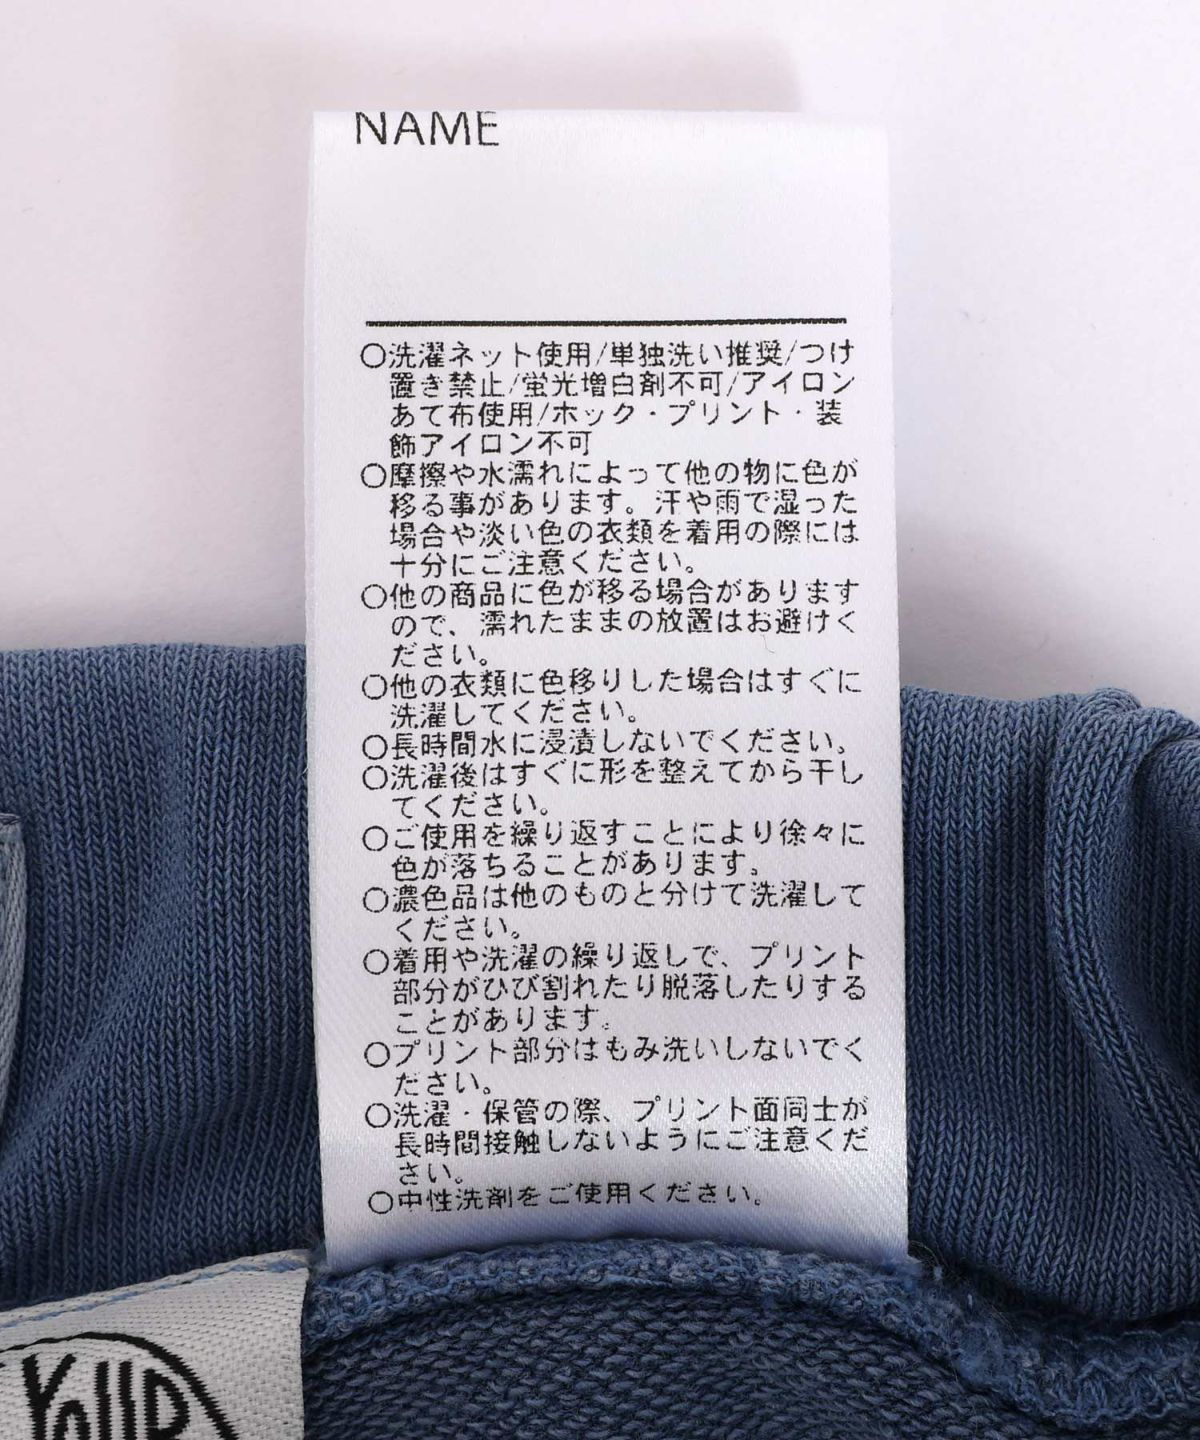 NAME
○洗濯ネット使用/単独洗い推奨/つけ
置き禁止/蛍光増白剤不可/アイロン
あて布使用/ホック・プリント・装
飾アイロン不可
○摩擦や水濡れによって他の物に色が
移る事があります。汗や雨で湿った
場合や淡い色の衣類を着用の際には
十分にご注意ください。
○他の商品に色が移る場合があります
ので、濡れたままの放置はお避けく
ださい。
○他の衣類に色移りした場合はすぐに
洗濯してください。
○長時間水に浸漬しないでください。
○洗濯後はすぐに形を整えてから干し
てください。
○ご使用を繰り返すことにより徐々に
色が落ちることがあります。
○濃色品は他のものと分けて洗濯して
ください。
○着用や洗濯の繰り返しで、プリント
部分がひび割れたり脱落したりする
ことがあります。
○プリント部分はもみ洗いしないでく
ださい。
○洗濯・保管の際、プリント面同士が
長時間接触しないようにご注意くだ
さい。
○中性洗剤をご使用ください。